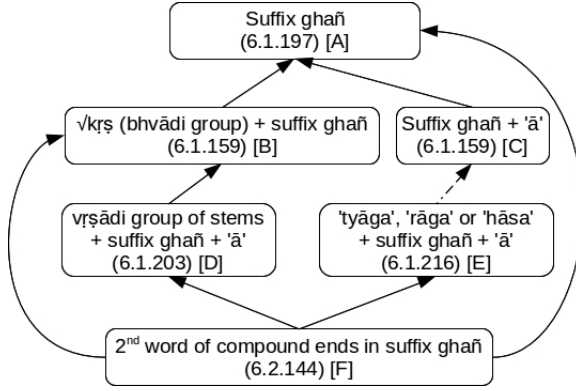 Suffix ghañ
(6.1.197) [A]
√kṛṣ (bhvādi group) + suffix ghañ
(6.1.159) [B]
Suffix ghañ + 'ā'
(6.1.159) [C]
vṛṣādi group of stems
+ suffix ghañ + 'ā'
(6.1.203) [D]
'tyāga', 'rāga' or 'hāsa'
+ suffix ghañ + 'ā'
(6.1.216) [E]
2nd word of compound ends in suffix ghañ
(6.2.144) [F]